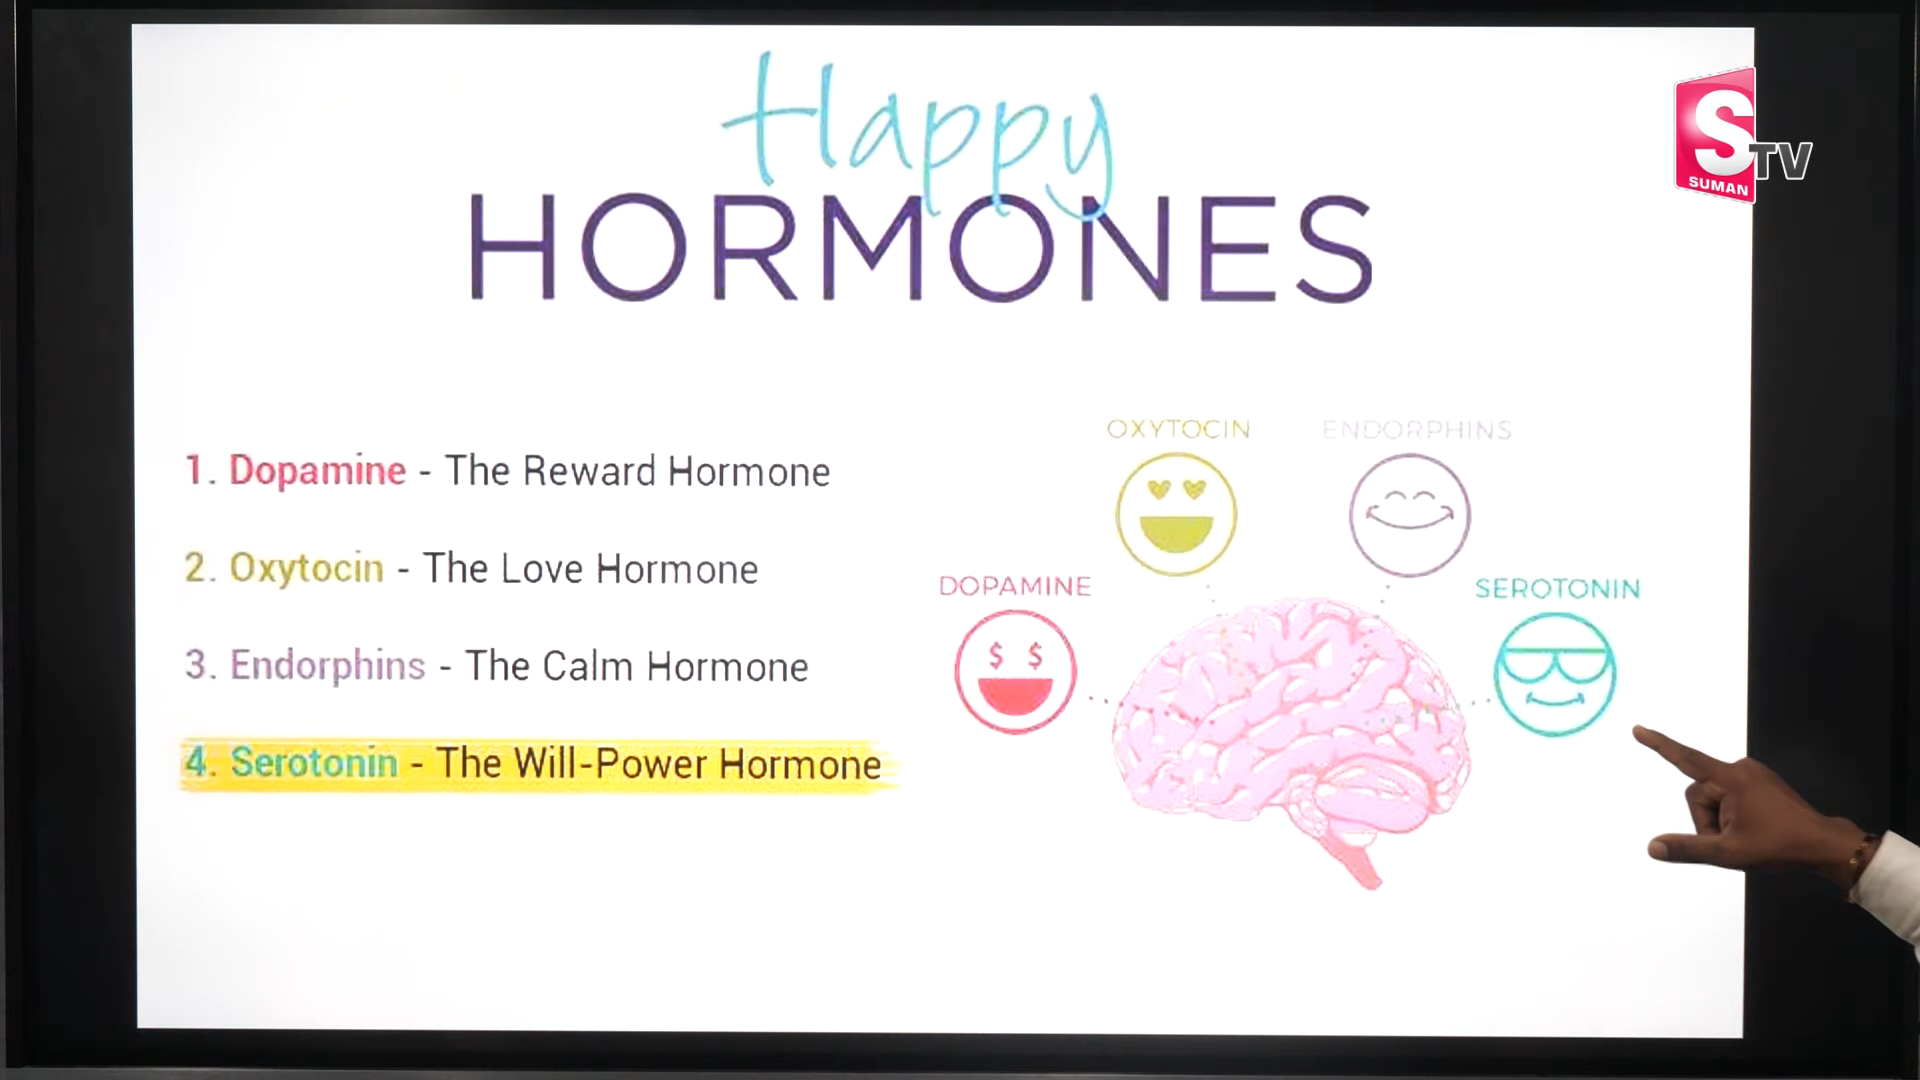 Happy
HORMONES
S
SUMAN
TV
1. Dopamine - The Reward Hormone
2. Oxytocin - The Love Hormone
3. Endorphins - The Calm Hormone
4. Serotonin - The Will-Power Hormone
OXYTOCIN
ENDORPHINS
DOPAMINE
SEROTONIN
$ $